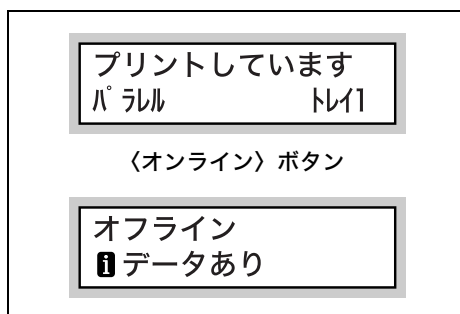 プリントしています
ﾊﾟﾗﾚﾙ ﾄﾚｲ1
〈オンライン〉ボタン
オフライン
i データあり